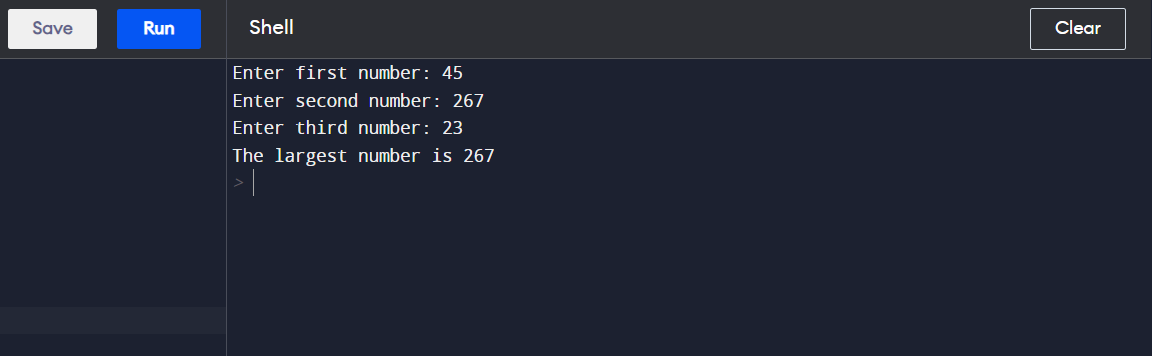 Save Run Shell Clear
Enter first number: 45
Enter second number: 267
Enter third number: 23
The largest number is 267
>